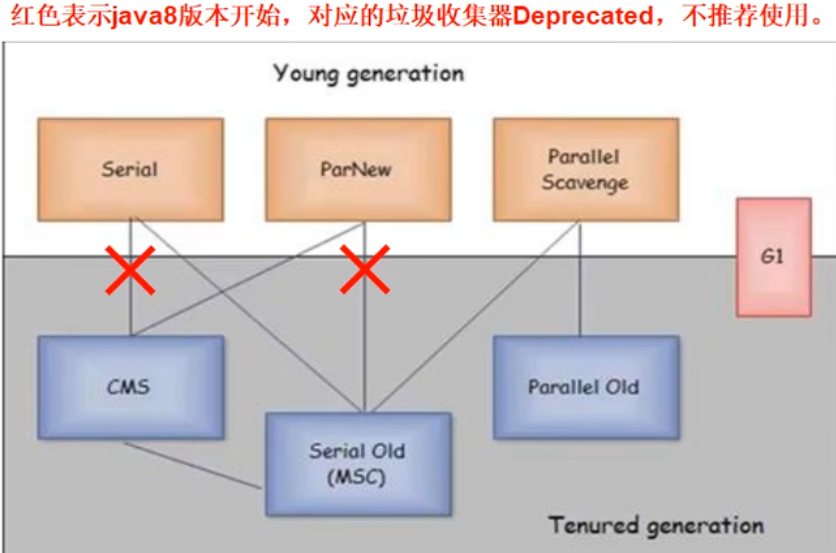 红色表示java8版本开始，对应的垃圾收集器Deprecated，不推荐使用。
Young generation
Serial
ParNew
Parallel
Scavenge
G1
CMS
Parallel Old
Serial Old
(MSC)
Tenured generation